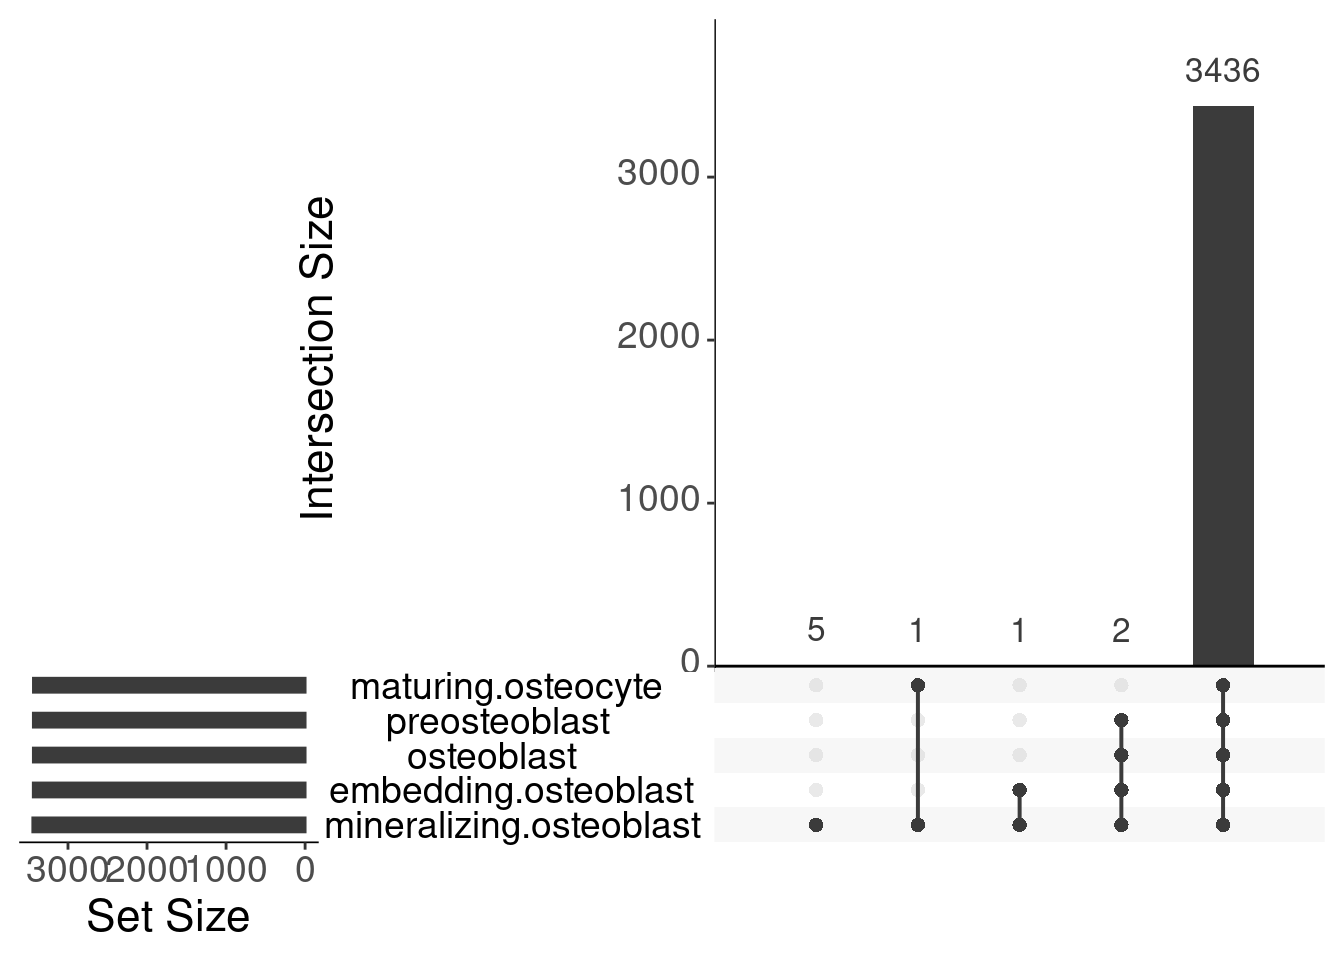 3436
3000
2000
1000
0
Intersection Size
5 1 1 2
maturing.osteocyte
preosteoblast
osteoblast
embedding.osteoblast
mineralizing.osteoblast
3000 2000 1000 0
Set Size